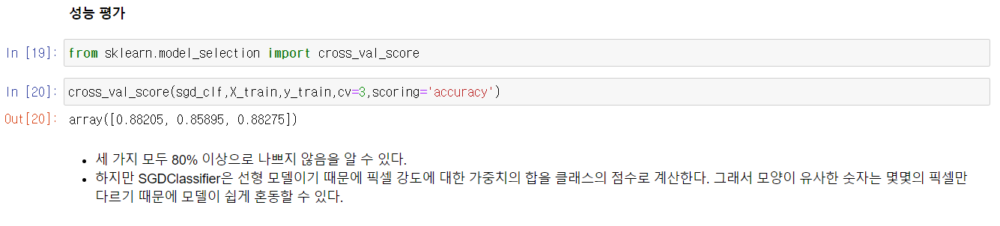 성능 평가
In [19]: from sklearn.model_selection import cross_val_score
In [20]: cross_val_score(sgd_clf,X_train,y_train,cv=3,scoring='accuracy')
Out[20]: array([0.88205, 0.85895, 0.88275])
• 세 가지 모두 80% 이상으로 나쁘지 않음을 알 수 있다.
• 하지만 SGDClassifier은 선형 모델이기 때문에 픽셀 강도에 대한 가중치의 합을 클래스의 점수로 계산한다. 그래서 모양이 유사한 숫자는 몇몇의 픽셀만
다르기 때문에 모델이 쉽게 혼동할 수 있다.